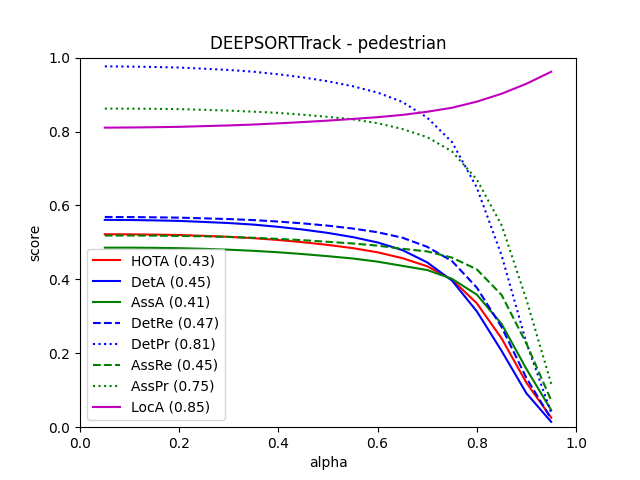 DEEPSORTTrack - pedestrian
1.0
0.8
0.6
0.4
0.2
0.0
score
HOTA (0.43)
DetA (0.45)
AssA (0.41)
DetRe (0.47)
DetPr (0.81)
AssRe (0.45)
AssPr (0.75)
LocA (0.85)
0.0 0.2 0.4 0.6 0.8 1.0
alpha